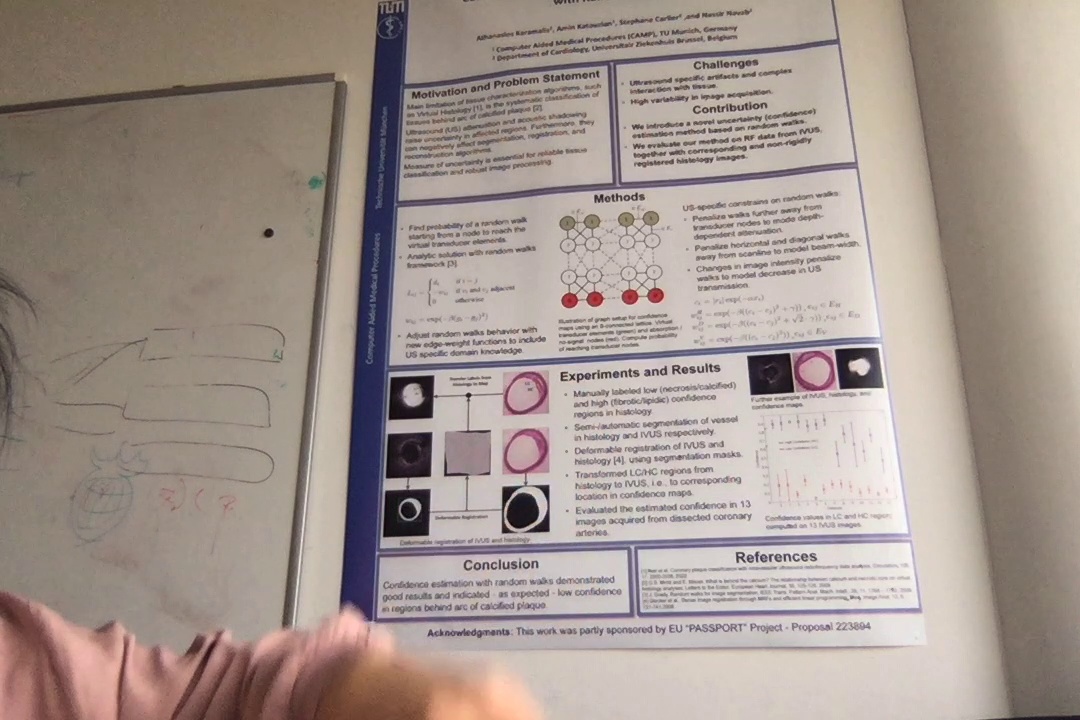 TUM
Athanasios Karamalis¹, Amin Katouzian¹, Stephane Carlier² ,and Nassir Navab¹
¹ Computer Aided Medical Procedures (CAMP), TU Munich, Germany
² Department of Cardiology, Universitair Ziekenhuis Brussel, Belgium
Technische Universität München
Computer Aided Medical Procedures
Motivation and Problem Statement
Main limitation of tissue characterization algorithms, such
as Virtual Histology [1], is the systematic classification of
tissues behind arc of calcified plaque [2].
Ultrasound (US) attenuation and acoustic shadowing
raise uncertainty in affected regions. Furthermore, they
can negatively affect segmentation, registration, and
reconstruction algorithms.
Measure of uncertainty is essential for reliable tissue
classification and robust image processing.
Challenges
• Ultrasound specific artifacts and complex
interaction with tissue.
• High variability in image acquisition.
Contribution
• We introduce a novel uncertainty (confidence)
estimation method based on random walks.
• We evaluate our method on RF data from IVUS,
together with corresponding and non-rigidly
registered histology images.
Methods
• Find probability of a random walk
starting from a node to reach the
virtual transducer elements.
• Analytic solution with random walks
framework [3].
if i = j
if vi and vj adjacent
otherwise
• Adjust random walks behavior with
new edge-weight functions to include
US specific domain knowledge.
Illustration of graph setup for confidence
maps using an 8-connected lattice. Virtual
transducer elements (green) and absorption /
no-signal nodes (red). Compute probability
of reaching transducer nodes.
US-specific constrains on random walks:
• Penalize walks further away from
transducer nodes to mode depth-
dependent attenuation.
• Penalize horizontal and diagonal walks
away from scanline to model beam-width.
• Changes in image intensity penalize
walks to model decrease in US
transmission.
Experiments and Results
Transfer Labels from
Histology to Map
Deformable Registration
Deformable registration of IVUS and histology
• Manually labeled low (necrosis/calcified)
and high (fibrotic/lipidic) confidence
regions in histology.
• Semi-/automatic segmentation of vessel
in histology and IVUS respectively.
• Deformable registration of IVUS and
histology [4], using segmentation masks.
• Transformed LC/HC regions from
histology to IVUS, i.e., to corresponding
location in confidence maps.
• Evaluated the estimated confidence in 13
images acquired from dissected coronary
arteries.
Further example of IVUS, histology, and
confidence maps.
Confidence values in LC and HC region
computed on 13 IVUS images.
Conclusion
Confidence estimation with random walks demonstrated
good results and indicated - as expected - low confidence
in regions behind arc of calcified plaque.
References
Acknowledgments: This work was partly sponsored by EU "PASSPORT" Project - Proposal 223894